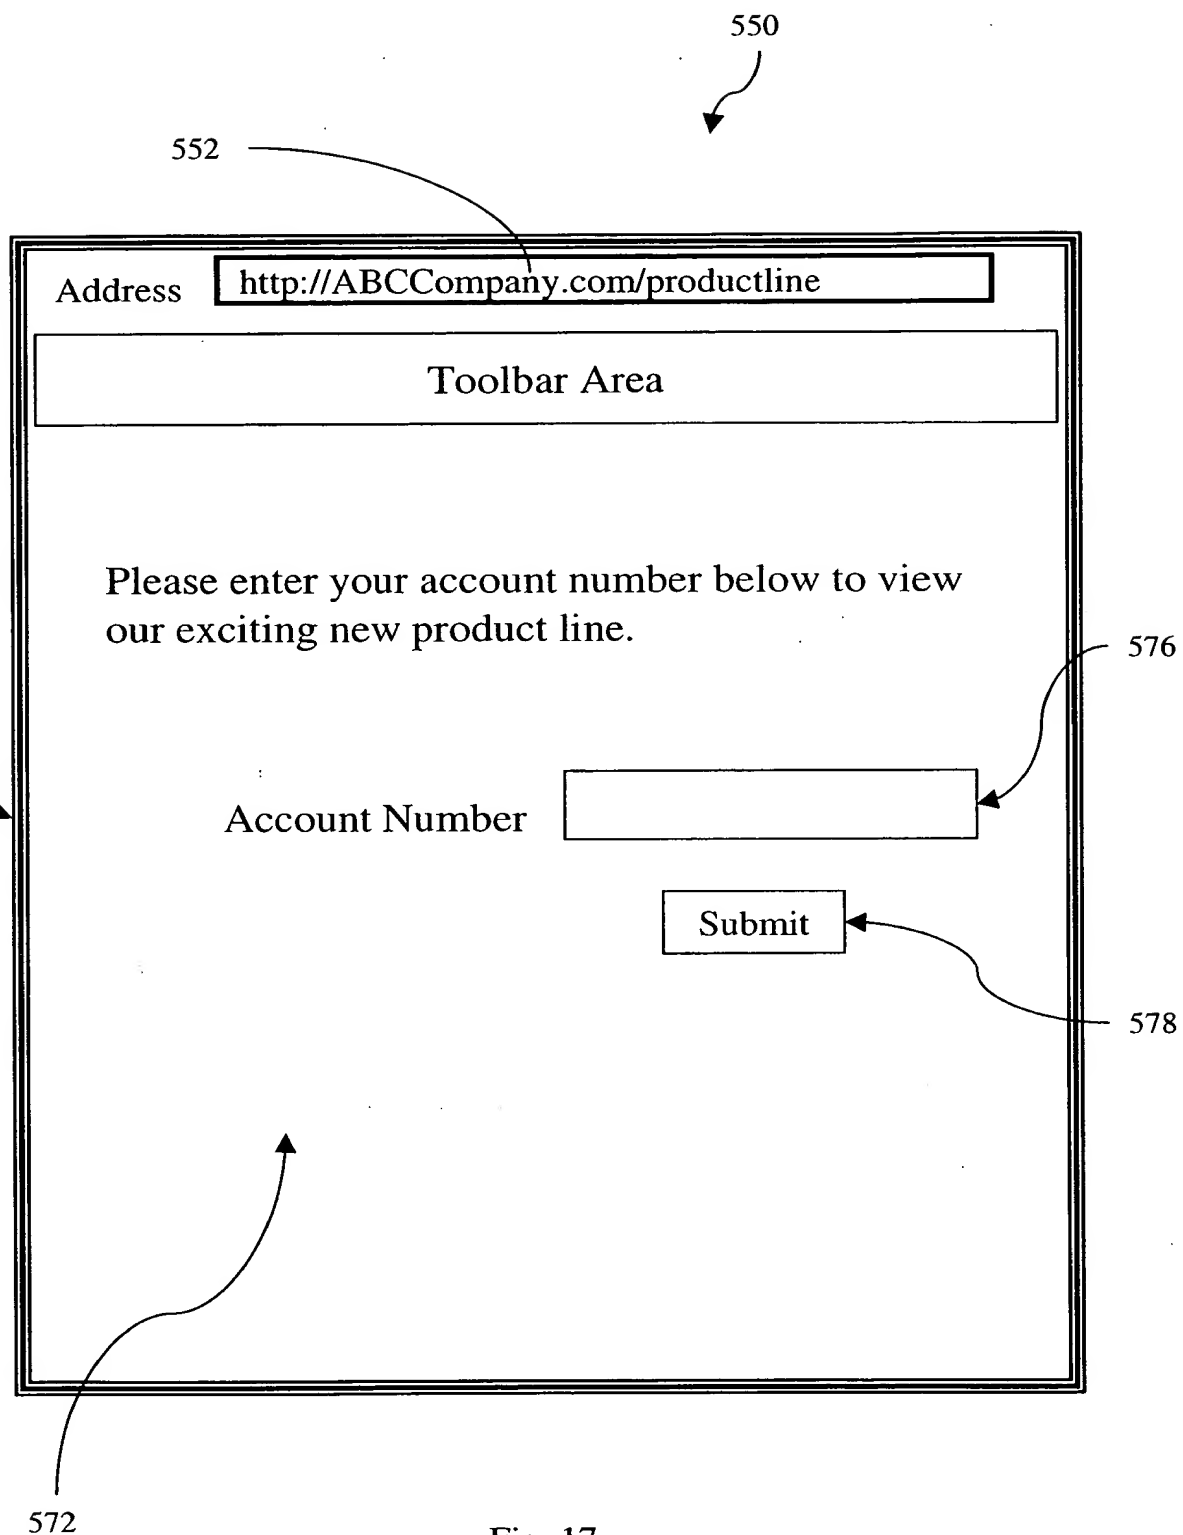 550
552
Address http://ABCCompany.com/productline
Toolbar Area
Please enter your account number below to view
our exciting new product line.
576
Account Number
Submit
578
572
Fig. 17